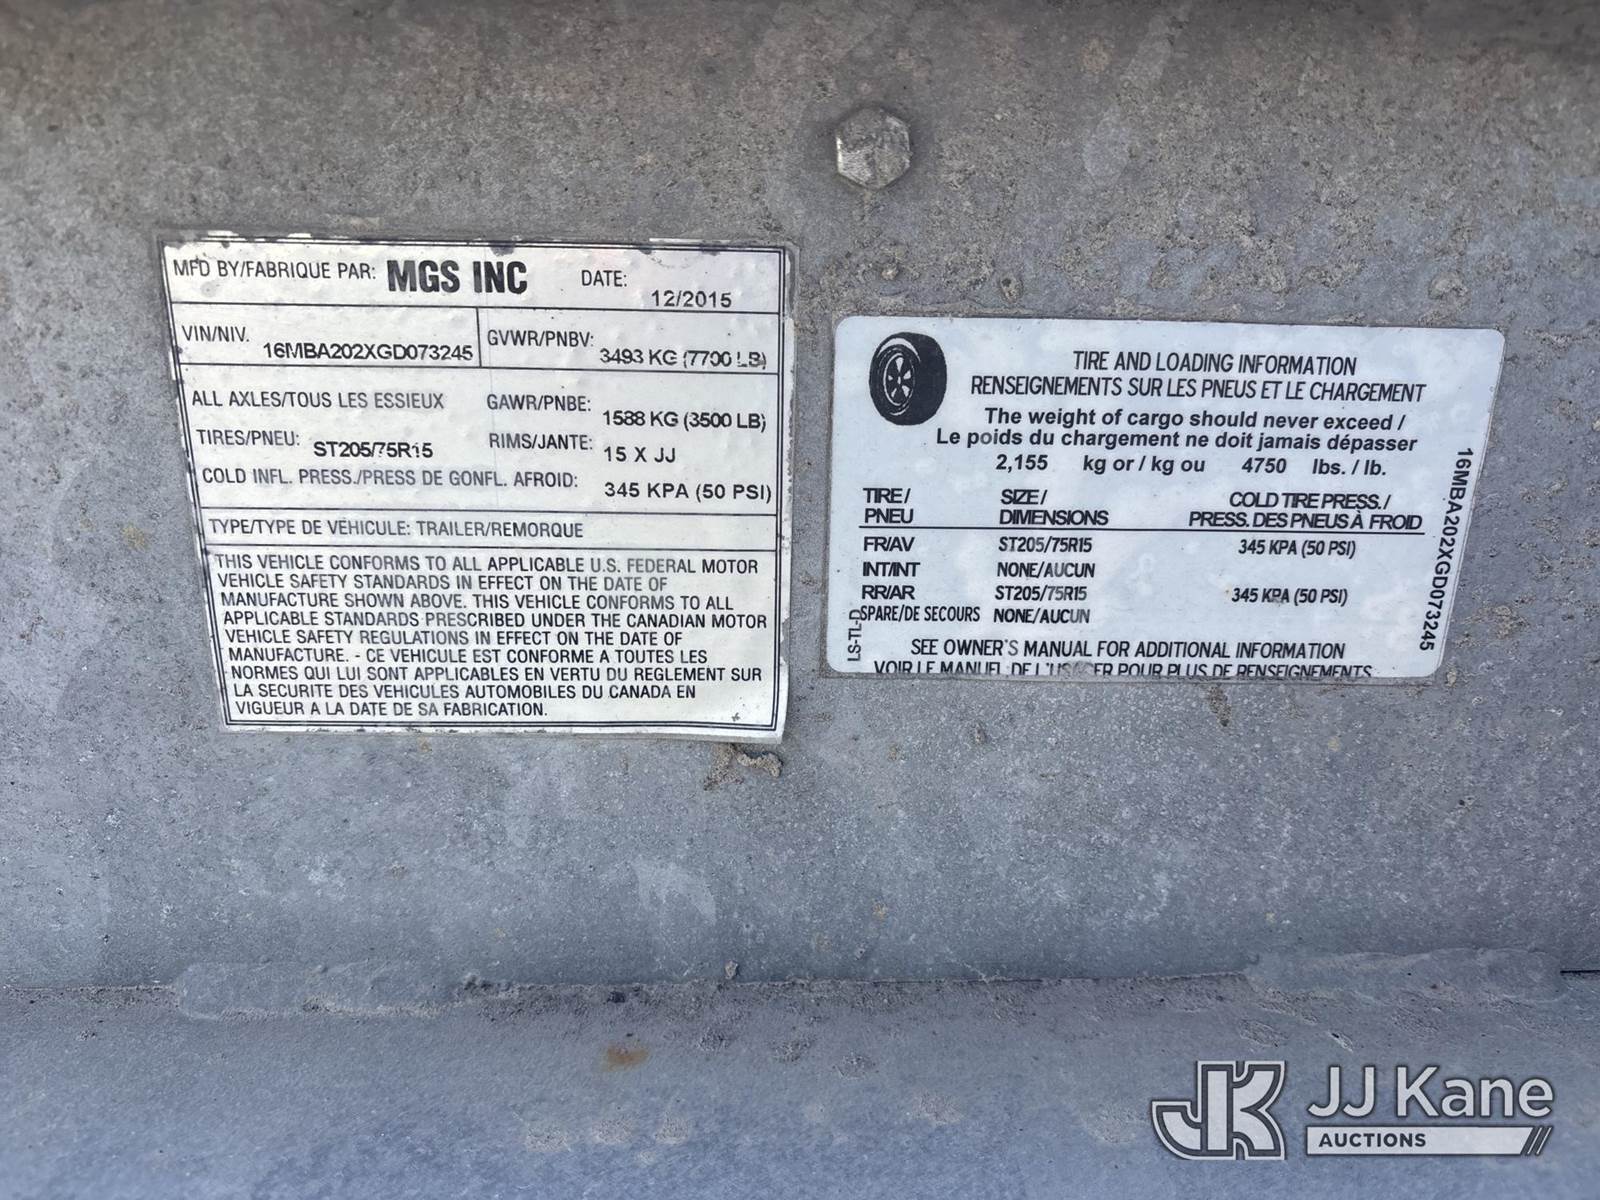 MFD BY/FABRIQUE PAR: MGS INC DATE: 12/2015
VIN/NIV. 16MBA202XGD073245 GVWR/PNBV: 3493 KG (7700 LB)
ALL AXLES/TOUS LES ESSIEUX GAWR/PNBE: 1588 KG (3500 LB)
TIRES/PNEU: ST205/75R15 RIMS/JANTE: 15 X JJ
COLD INFL. PRESS./PRESS DE GONFL. AFROID: 345 KPA (50 PSI)
TYPE/TYPE DE VEHICULE: TRAILER/REMORQUE
THIS VEHICLE CONFORMS TO ALL APPLICABLE U.S. FEDERAL MOTOR
VEHICLE SAFETY STANDARDS IN EFFECT ON THE DATE OF
MANUFACTURE SHOWN ABOVE. THIS VEHICLE CONFORMS TO ALL
APPLICABLE STANDARDS PRESCRIBED UNDER THE CANADIAN MOTOR
VEHICLE SAFETY REGULATIONS IN EFFECT ON THE DATE OF
MANUFACTURE. - CE VEHICULE EST CONFORME A TOUTES LES
NORMES QUI LUI SONT APPLICABLES EN VERTU DU REGLEMENT SUR
LA SECURITE DES VEHICULES AUTOMOBILES DU CANADA EN
VIGUEUR A LA DATE DE SA FABRICATION.
TIRE AND LOADING INFORMATION
RENSEIGNEMENTS SUR LES PNEUS ET LE CHARGEMENT
The weight of cargo should never exceed /
Le poids du chargement ne doit jamais dépasser
2,155 kg or / kg ou 4750 lbs. / lb.
TIRE / SIZE / COLD TIRE PRESS. /
PNEU DIMENSIONS PRESS. DES PNEUS À FROID
FR/AV ST205/75R15 345 KPA (50 PSI)
INT/INT NONE/AUCUN
RR/AR ST205/75R15 345 KPA (50 PSI)
SPARE/DE SECOURS NONE/AUCUN
SEE OWNER'S MANUAL FOR ADDITIONAL INFORMATION
VOIR LE MANUEL DE L'USAGER POUR PLUS DE RENSEIGNEMENTS
LS-TL-D
16MBA202XGD073245
JK JJ Kane
AUCTIONS